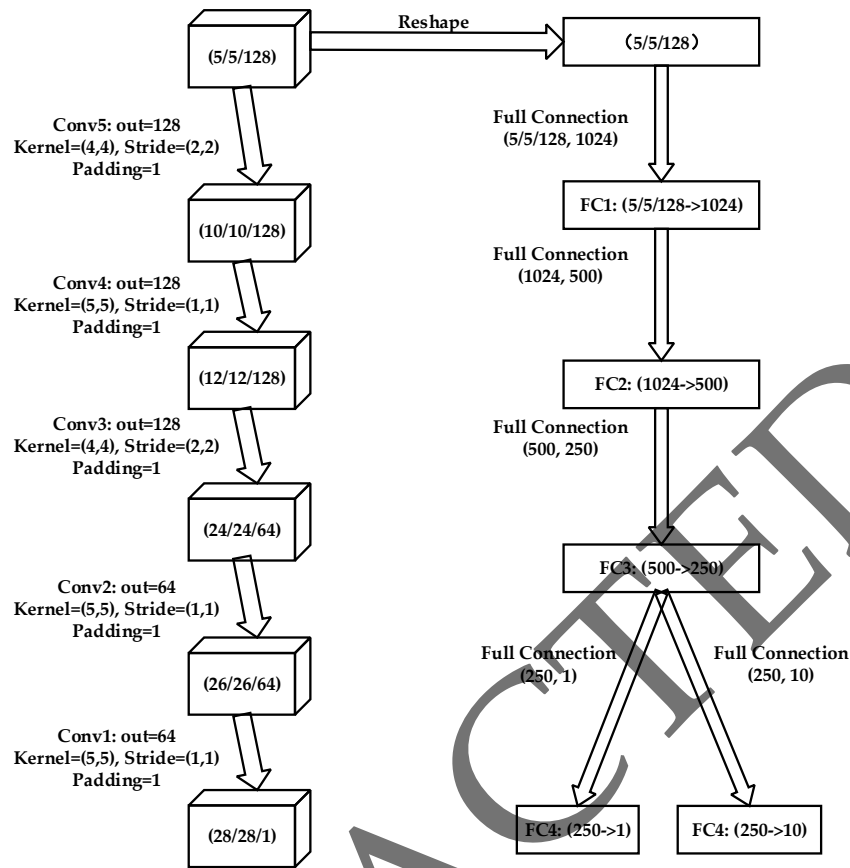 Reshape
(5/5/128)
(5/5/128)
Conv5: out=128
Kernel=(4,4), Stride=(2,2)
Padding=1
Full Connection
(5/5/128, 1024)
(10/10/128)
FC1: (5/5/128->1024)
Conv4: out=128
Kernel=(5,5), Stride=(1,1)
Padding=1
Full Connection
(1024, 500)
(12/12/128)
FC2: (1024->500)
Conv3: out=128
Kernel=(4,4), Stride=(2,2)
Padding=1
Full Connection
(500, 250)
(24/24/64)
FC3: (500->250)
Conv2: out=64
Kernel=(5,5), Stride=(1,1)
Padding=1
(26/26/64)
Full Connection
(250, 1)
Full Connection
(250, 10)
Conv1: out=64
Kernel=(5,5), Stride=(1,1)
Padding=1
(28/28/1)
FC4: (250->1)
FC4: (250->10)
ACTED